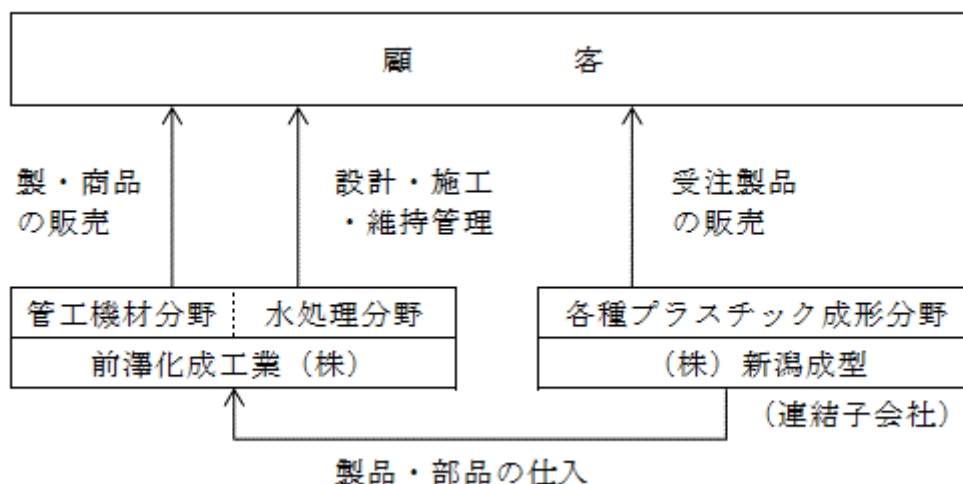 顧　　　　　客
製・商品
の販売
設計・施工
・維持管理
受注製品
の販売
管工機材分野
水処理分野
各種プラスチック成形分野
前澤化成工業（株）
（株）新潟成型
（連結子会社）
製品・部品の仕入